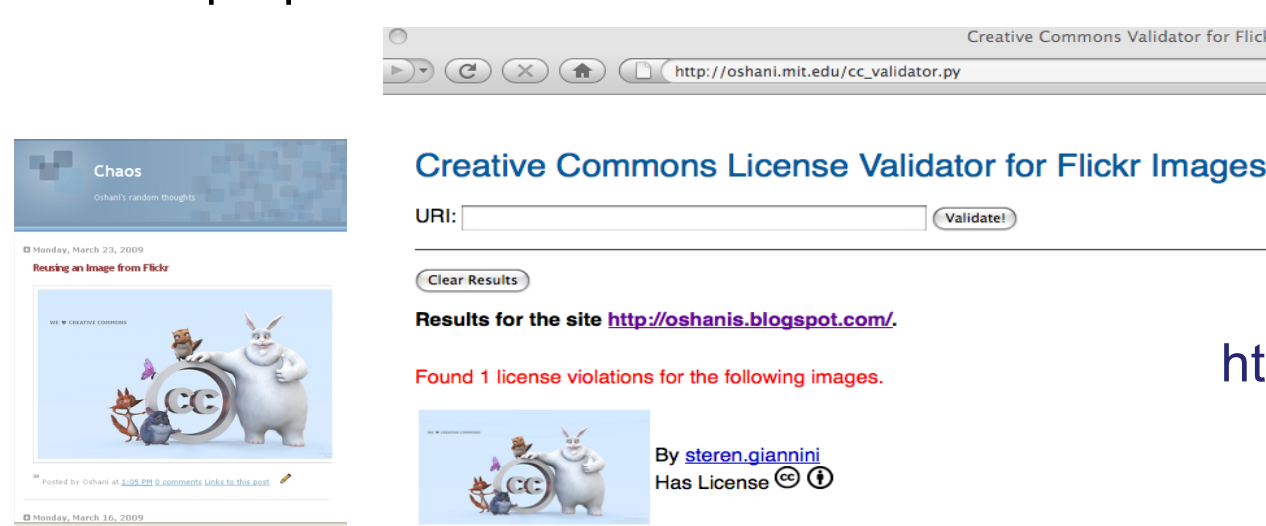 Creative Commons Validator for Flic
http://oshani.mit.edu/cc_validator.py
Chaos
Oshani's random thoughts
Monday, March 23, 2009
Reusing an Image from Flickr
WE ♥ CREATIVE COMMONS
CC
Posted by Oshani at 1:05 PM 0 comments Links to this post
Monday, March 16, 2009
Creative Commons License Validator for Flickr Images
URI:
Validate!
Clear Results
Results for the site http://oshanis.blogspot.com/.
Found 1 license violations for the following images.
WE ♥ CREATIVE COMMONS
CC
By steren.giannini
Has License cc
ht